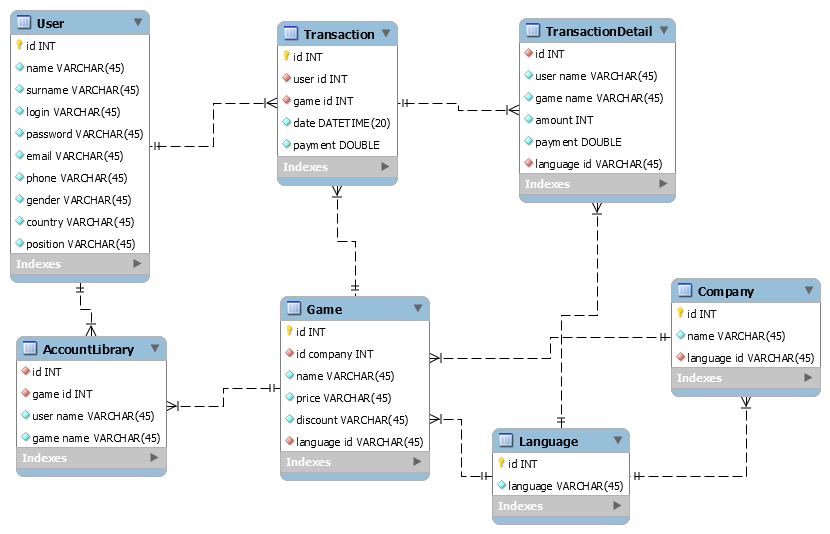 User
id INT
name VARCHAR(45)
surname VARCHAR(45)
login VARCHAR(45)
password VARCHAR(45)
email VARCHAR(45)
phone VARCHAR(45)
gender VARCHAR(45)
country VARCHAR(45)
position VARCHAR(45)
Indexes
Transaction
id INT
user id INT
game id INT
date DATETIME(20)
payment DOUBLE
Indexes
TransactionDetail
id INT
user name VARCHAR(45)
game name VARCHAR(45)
amount INT
payment DOUBLE
language id VARCHAR(45)
Indexes
AccountLibrary
id INT
game id INT
user name VARCHAR(45)
game name VARCHAR(45)
Indexes
Game
id INT
id company INT
name VARCHAR(45)
price VARCHAR(45)
discount VARCHAR(45)
language id VARCHAR(45)
Indexes
Company
id INT
name VARCHAR(45)
language id VARCHAR(45)
Indexes
Language
id INT
language VARCHAR(45)
Indexes